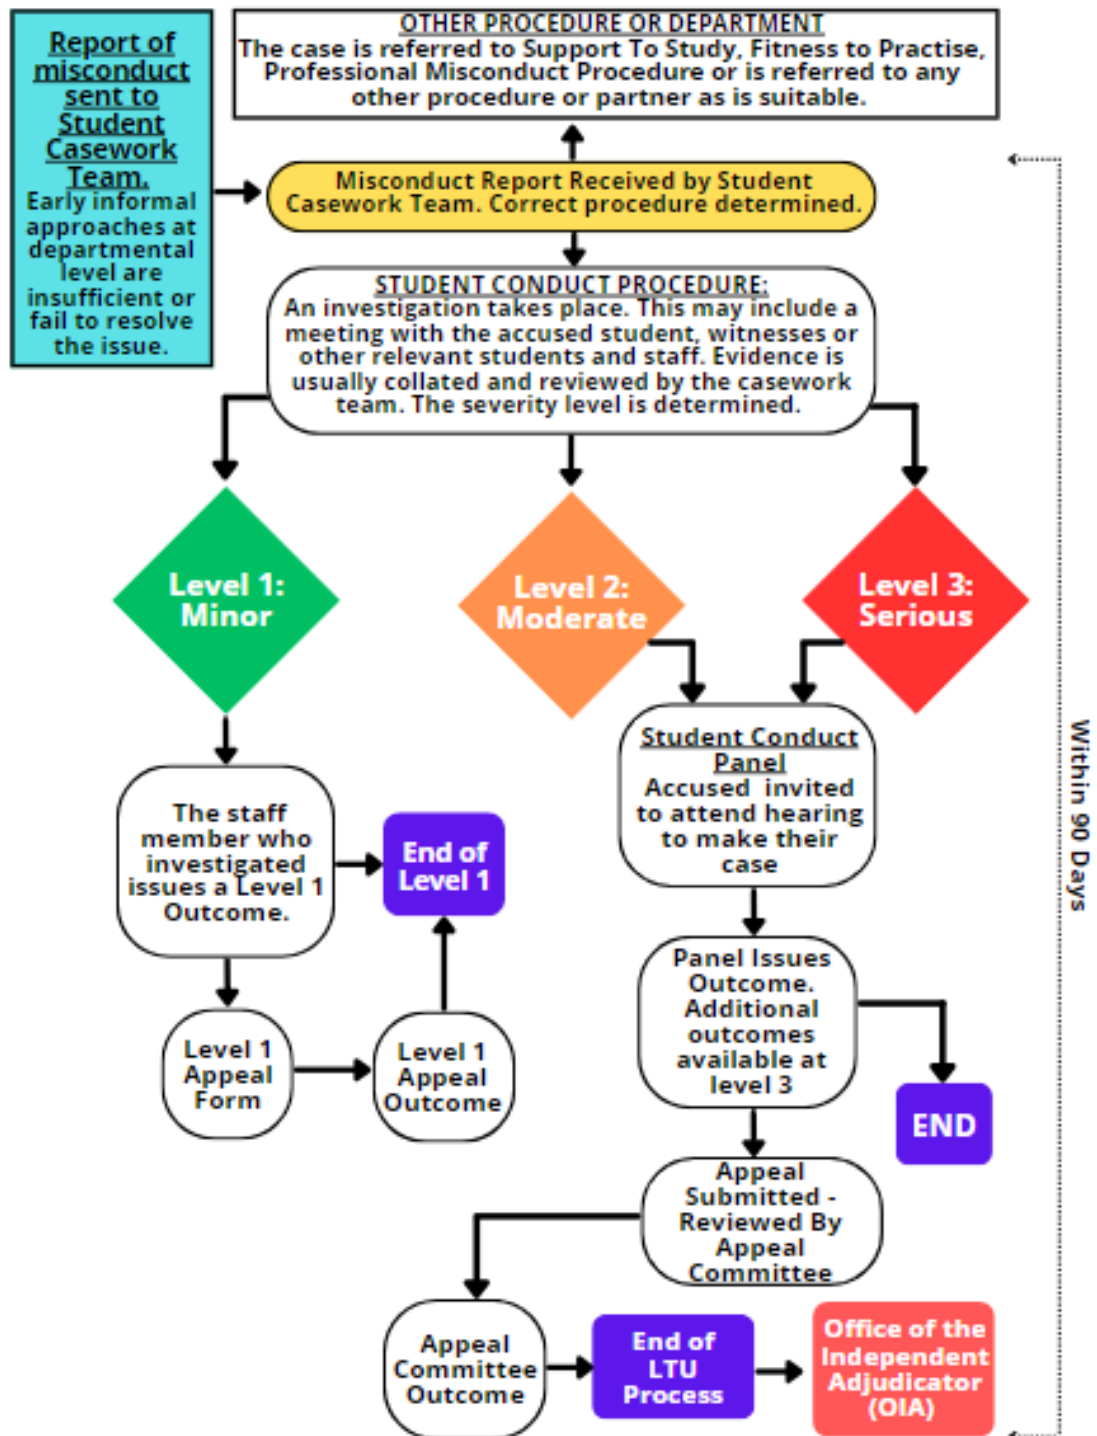 Report of
misconduct
sent to
Student
Casework
Team.
Early informal
approaches at
departmental
level are
insufficient or
fail to resolve
the issue.
OTHER PROCEDURE OR DEPARTMENT
The case is referred to Support To Study, Fitness to Practise,
Professional Misconduct Procedure or is referred to any
other procedure or partner as is suitable.
Misconduct Report Received by Student
Casework Team. Correct procedure determined.
STUDENT CONDUCT PROCEDURE:
An investigation takes place. This may include a
meeting with the accused student, witnesses or
other relevant students and staff. Evidence is
usually collated and reviewed by the casework
team. The severity level is determined.
Level 1:
Minor
Level 2:
Moderate
Level 3:
Serious
The staff
member who
investigated
issues a Level 1
Outcome.
End of
Level 1
Level 1
Appeal
Form
Level 1
Appeal
Outcome
Student Conduct
Panel
Accused invited
to attend hearing
to make their
case
Panel Issues
Outcome.
Additional
outcomes
available at
level 3
END
Appeal
Submitted -
Reviewed By
Appeal
Committee
Appeal
Committee
Outcome
End of
LTU
Process
Office of the
Independent
Adjudicator
(OIA)
Within 90 Days